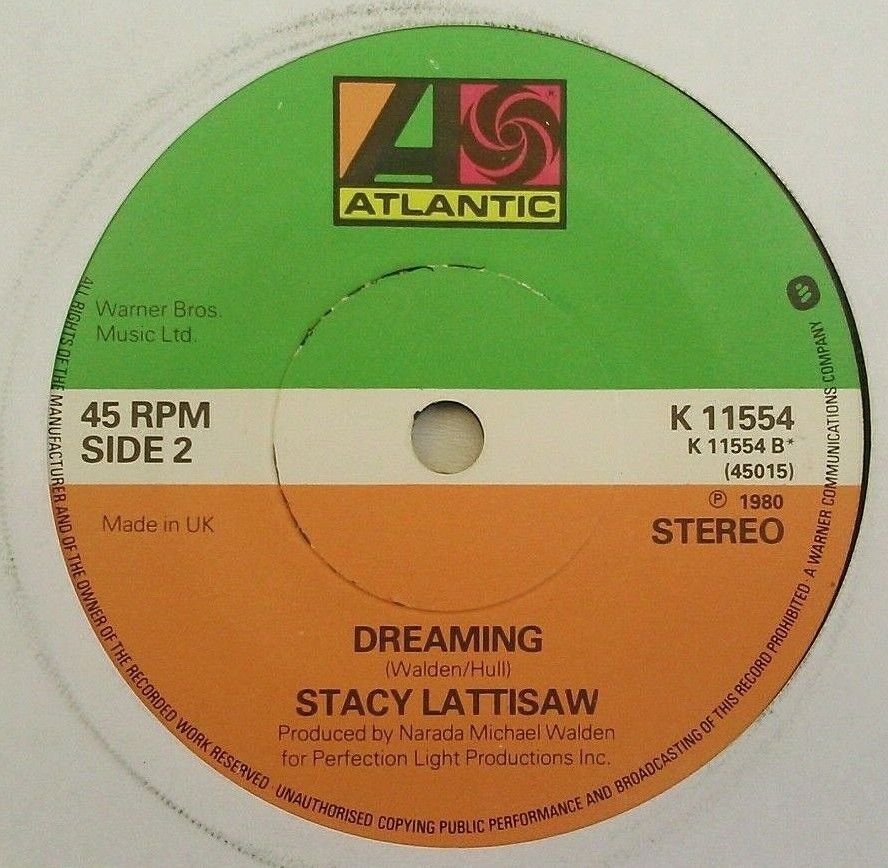 ATLANTIC
Warner Bros.
Music Ltd.
45 RPM
SIDE 2
K 11554
K 11554 B*
(45015)
℗ 1980
STEREO
Made in UK
DREAMING
(Walden/Hull)
STACY LATTISAW
Produced by Narada Michael Walden
for Perfection Light Productions Inc.
ALL RIGHTS OF THE MANUFACTURER AND OF THE OWNER OF THE RECORDED WORK RESERVED UNAUTHORISED COPYING PUBLIC PERFORMANCE AND BROADCASTING OF THIS RECORD PROHIBITED · A WARNER COMMUNICATIONS COMPANY